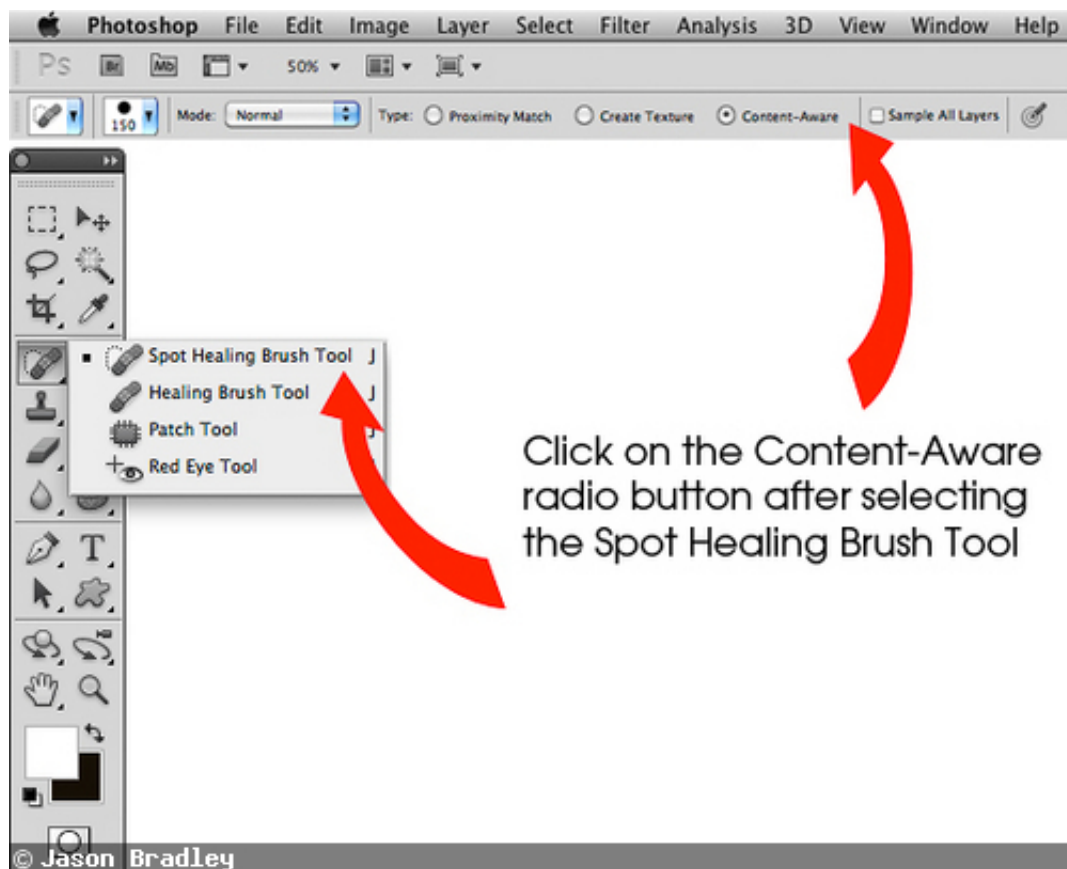 Photoshop File Edit Image Layer Select Filter Analysis 3D View Window Help
Ps Br Mb 50%
150 Mode: Normal Type: Proximity Match Create Texture Content-Aware Sample All Layers
Spot Healing Brush Tool J
Healing Brush Tool J
Patch Tool J
Red Eye Tool
Click on the Content-Aware
radio button after selecting
the Spot Healing Brush Tool
T
© Jason Bradley